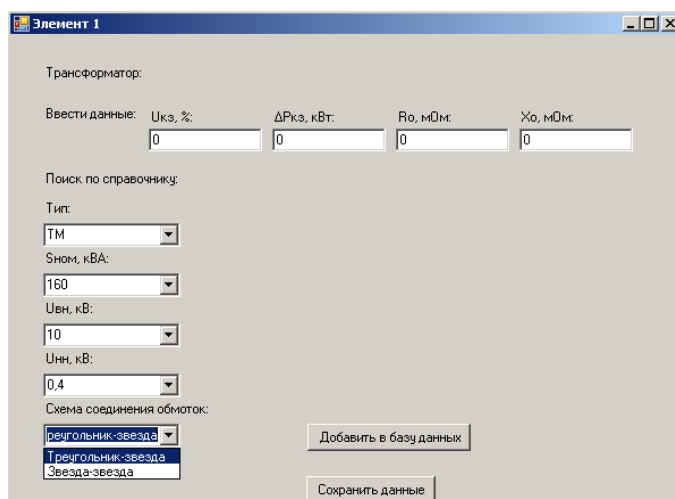 Элемент 1
Трансформатор:
Ввести данные: Uкз, %: ΔPкз, кВт: Ro, мОм: Xo, мОм:
0 0 0 0
Поиск по справочнику:
Тип:
ТМ
Sном, кВА:
160
Uвн, кВ:
10
Uнн, кВ:
0,4
Схема соединения обмоток:
реугольник-звезда
Треугольник-звезда
Звезда-звезда
Добавить в базу данных
Сохранить данные